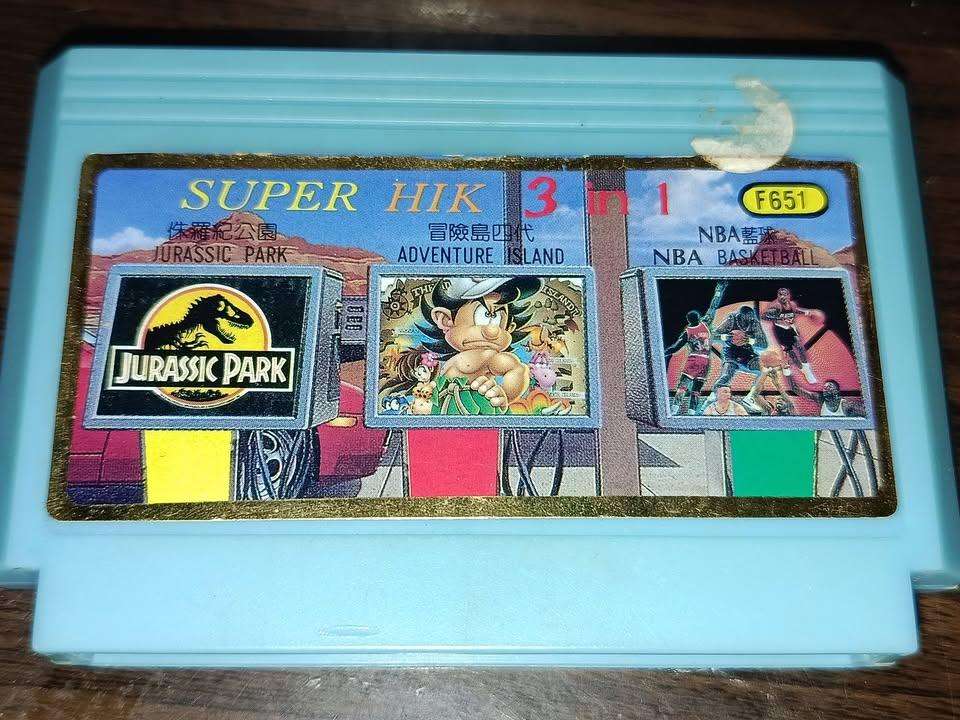 SUPER HIK 3 in 1
F651
侏羅紀公園
JURASSIC PARK
冒險島四代
ADVENTURE ISLAND
NBA藍球
NBA BASKETBALL
JURASSIC PARK